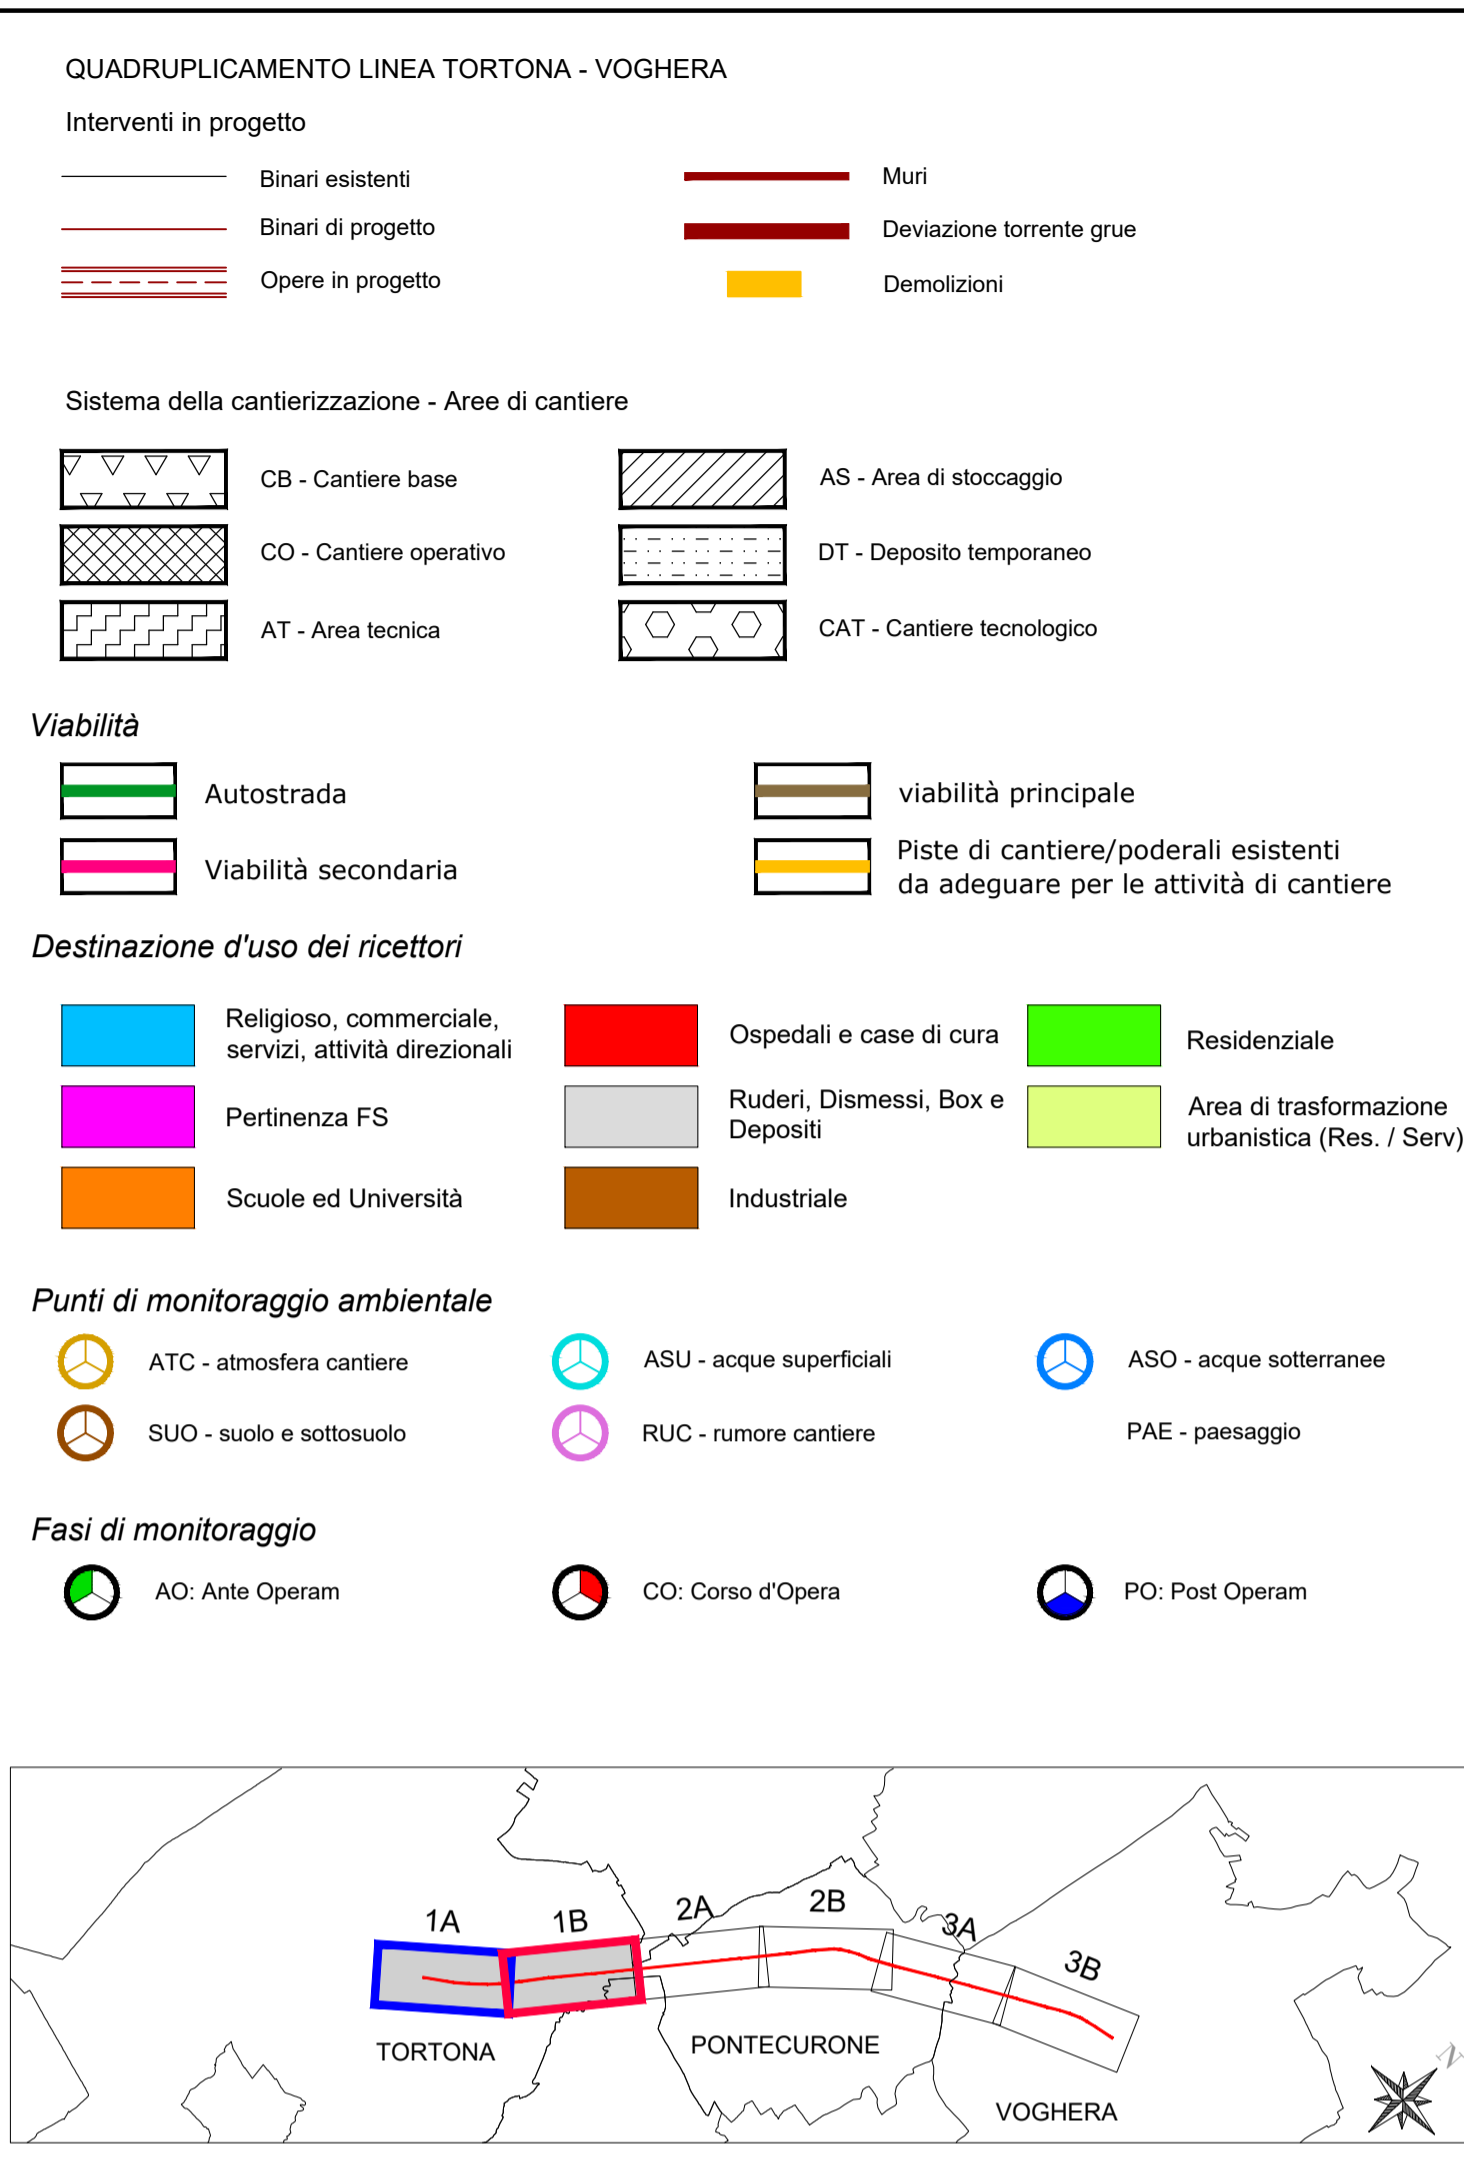 QUADRUPLICAMENTO LINEA TORTONA - VOGHERA
Interventi in progetto
Binari esistenti
Muri
Binari di progetto
Deviazione torrente grue
Opere in progetto
Demolizioni
Sistema della cantierizzazione - Aree di cantiere
CB - Cantiere base
AS - Area di stoccaggio
CO - Cantiere operativo
DT - Deposito temporaneo
AT - Area tecnica
CAT - Cantiere tecnologico
Viabilità
Autostrada
viabilità principale
Viabilità secondaria
Piste di cantiere/poderali esistenti
da adeguare per le attività di cantiere
Destinazione d'uso dei ricettori
Religioso, commerciale,
servizi, attività direzionali
Ospedali e case di cura
Residenziale
Pertinenza FS
Ruderi, Dismessi, Box e
Depositi
Area di trasformazione
urbanistica (Res. / Serv)
Scuole ed Università
Industriale
Punti di monitoraggio ambientale
ATC - atmosfera cantiere
ASU - acque superficiali
ASO - acque sotterranee
SUO - suolo e sottosuolo
RUC - rumore cantiere
PAE - paesaggio
Fasi di monitoraggio
AO: Ante Operam
CO: Corso d'Opera
PO: Post Operam
1A
1B
2A
2B
3A
3B
TORTONA
PONTECURONE
VOGHERA
N